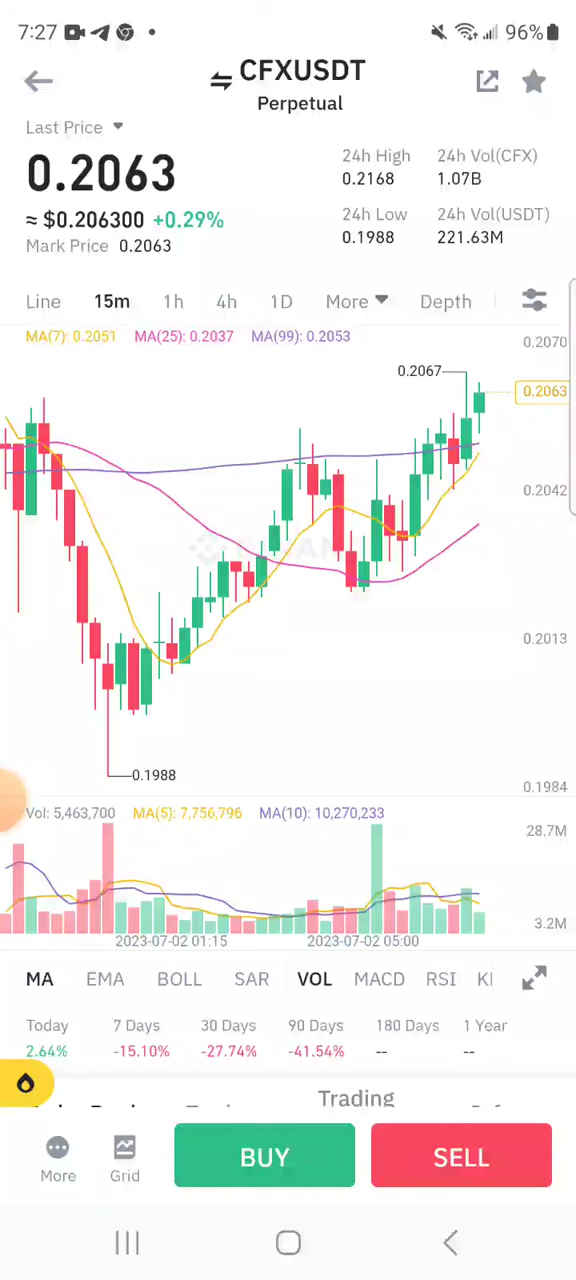 7:27 96%
CFXUSDT
Perpetual
Last Price
0.2063
≈ $0.206300 +0.29%
Mark Price 0.2063
24h High 24h Vol(CFX)
0.2168 1.07B
24h Low 24h Vol(USDT)
0.1988 221.63M
Line 15m 1h 4h 1D More Depth
MA(7): 0.2051 MA(25): 0.2037 MA(99): 0.2053
0.2070
0.2067
0.2063
0.2042
0.2013
0.1988
0.1984
Vol: 5,463,700 MA(5): 7,756,796 MA(10): 10,270,233
28.7M
3.2M
2023-07-02 01:15 2023-07-02 05:00
MA EMA BOLL SAR VOL MACD RSI
Today 7 Days 30 Days 90 Days 180 Days 1 Year
2.64% -15.10% -27.74% -41.54% -- --
Trading
More Grid BUY SELL